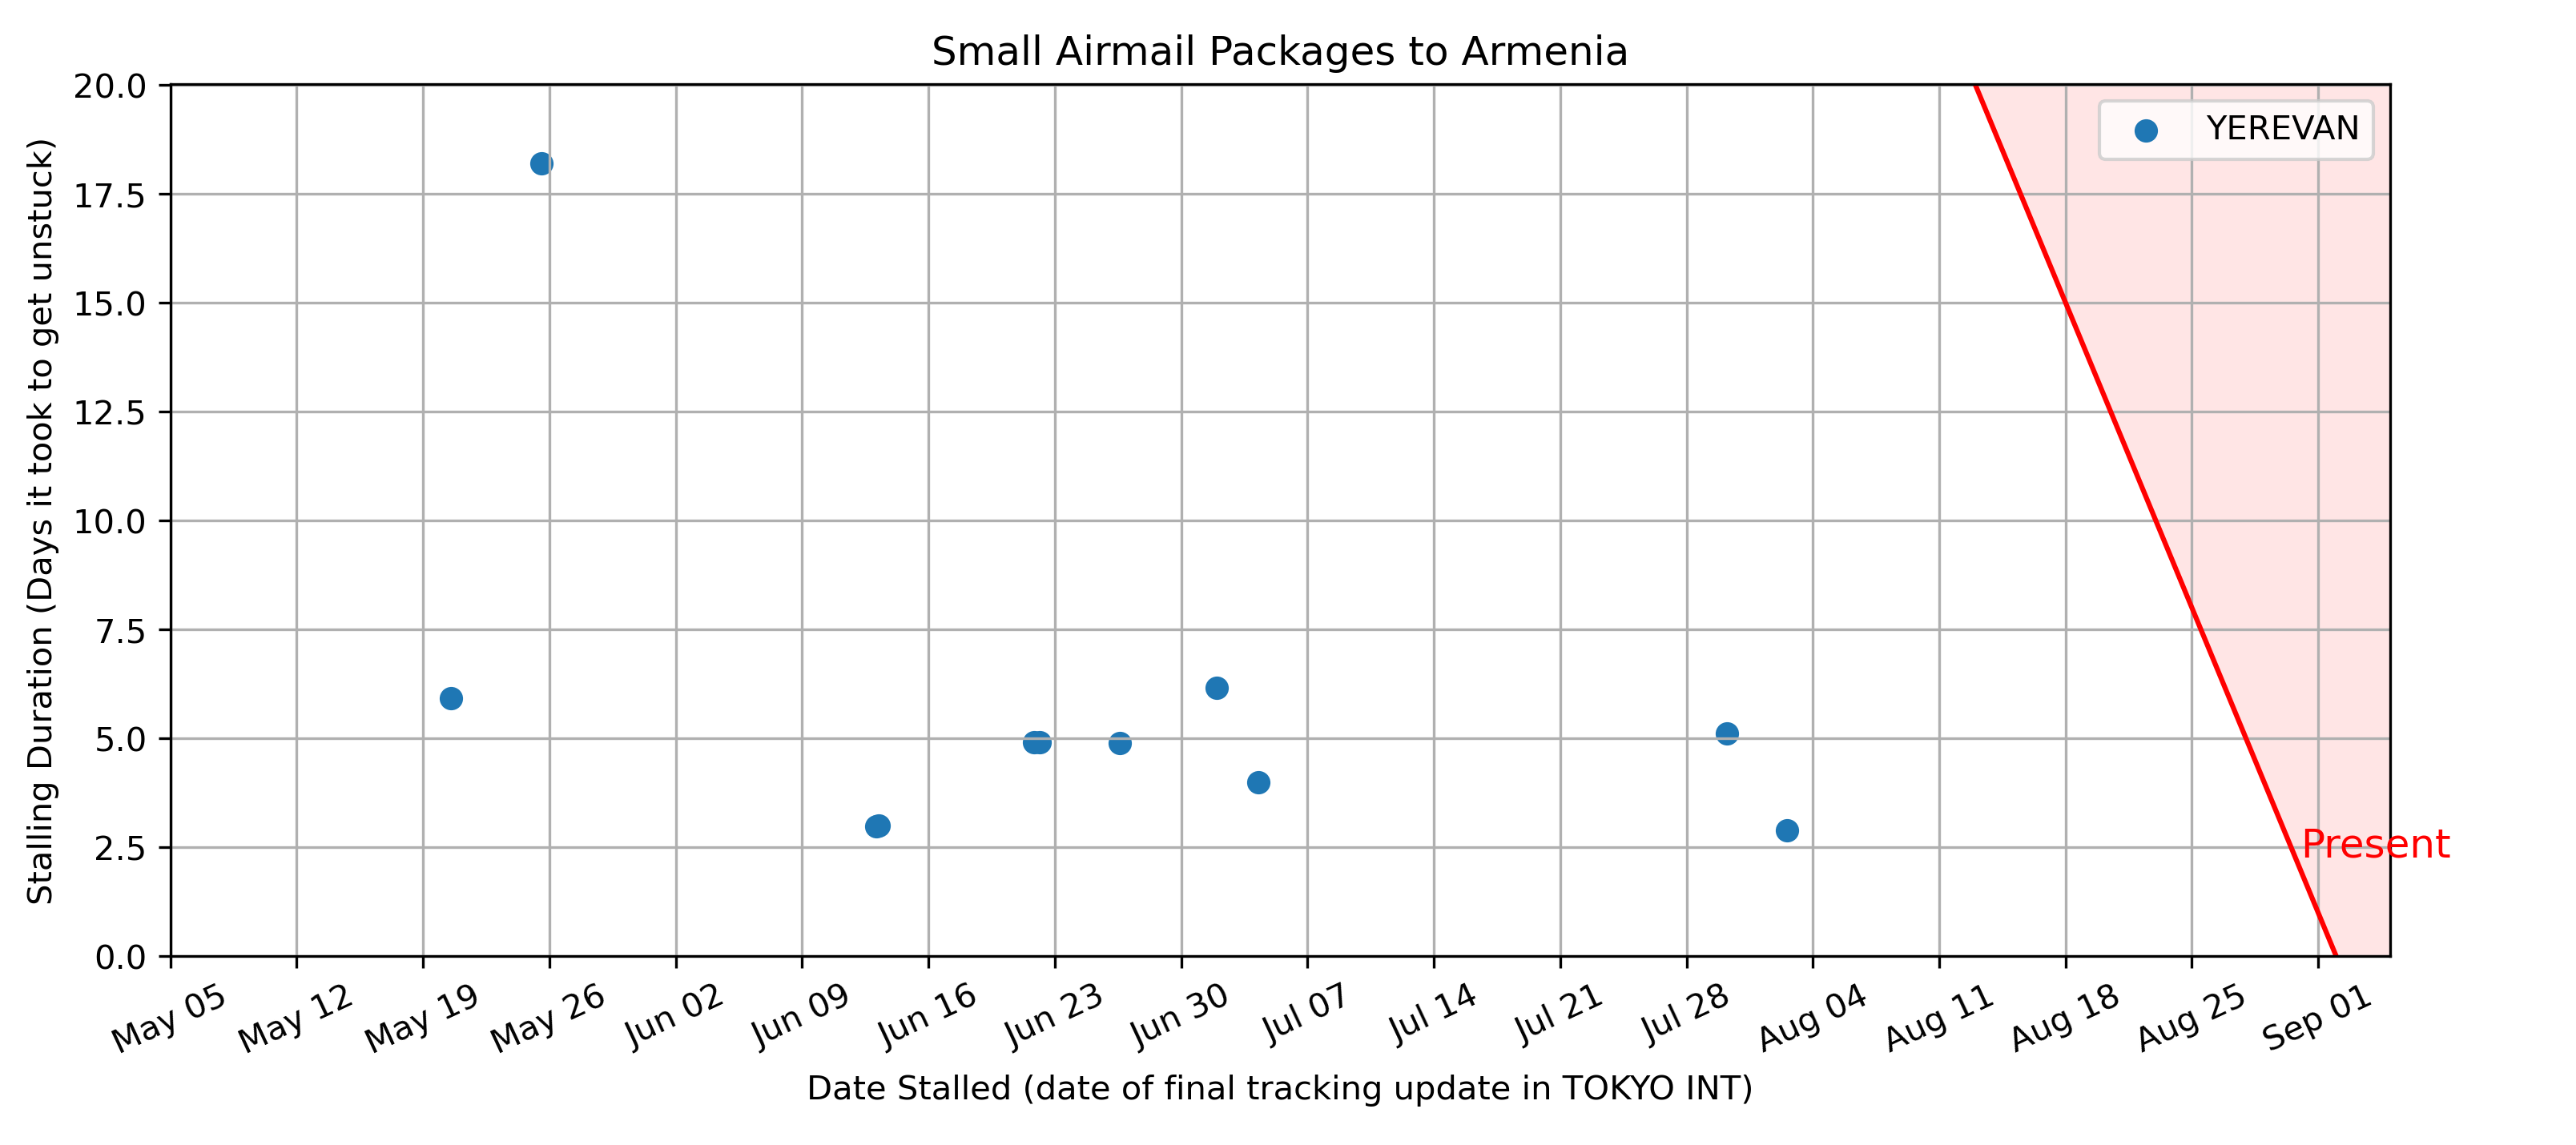 Small Airmail Packages to Armenia
YEREVAN
Stalling Duration (Days it took to get unstuck)
20.0
17.5
15.0
12.5
10.0
7.5
5.0
2.5
0.0
Present
May 05
May 12
May 19
May 26
Jun 02
Jun 09
Jun 16
Jun 23
Jun 30
Jul 07
Jul 14
Jul 21
Jul 28
Aug 04
Aug 11
Aug 18
Aug 25
Sep 01
Date Stalled (date of final tracking update in TOKYO INT)